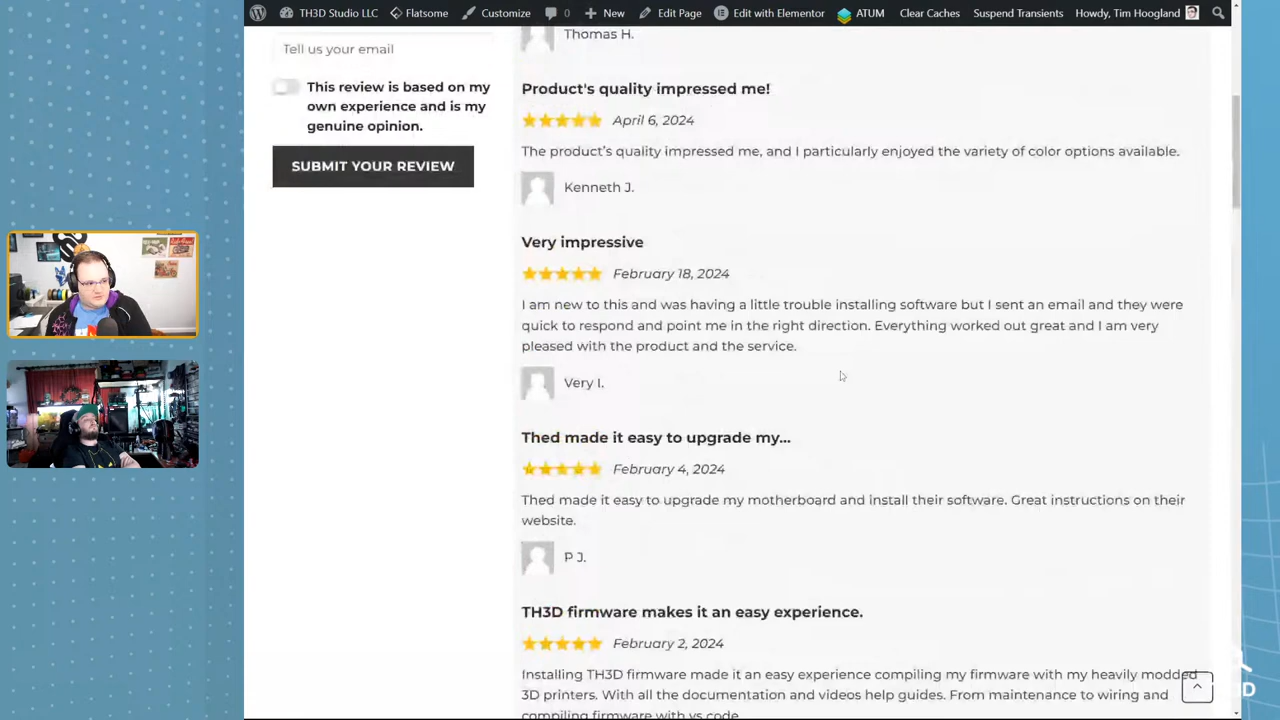 TH3D Studio LLC Flatsome Customize 0 New Edit Page Edit with Elementor ATUM Clear Caches Suspend Transients Howdy, Tim Hoogland
Tell us your email
This review is based on my
own experience and is my
genuine opinion.
SUBMIT YOUR REVIEW
Thomas H.
Product's quality impressed me!
April 6, 2024
The product's quality impressed me, and I particularly enjoyed the variety of color options available.
Kenneth J.
Very impressive
February 18, 2024
I am new to this and was having a little trouble installing software but I sent an email and they were
quick to respond and point me in the right direction. Everything worked out great and I am very
pleased with the product and the service.
Very I.
Thed made it easy to upgrade my...
February 4, 2024
Thed made it easy to upgrade my motherboard and install their software. Great instructions on their
website.
P J.
TH3D firmware makes it an easy experience.
February 2, 2024
Installing TH3D firmware made it an easy experience compiling my firmware with my heavily modded
3D printers. With all the documentation and videos help guides. From maintenance to wiring and
compiling firmware with vs code.